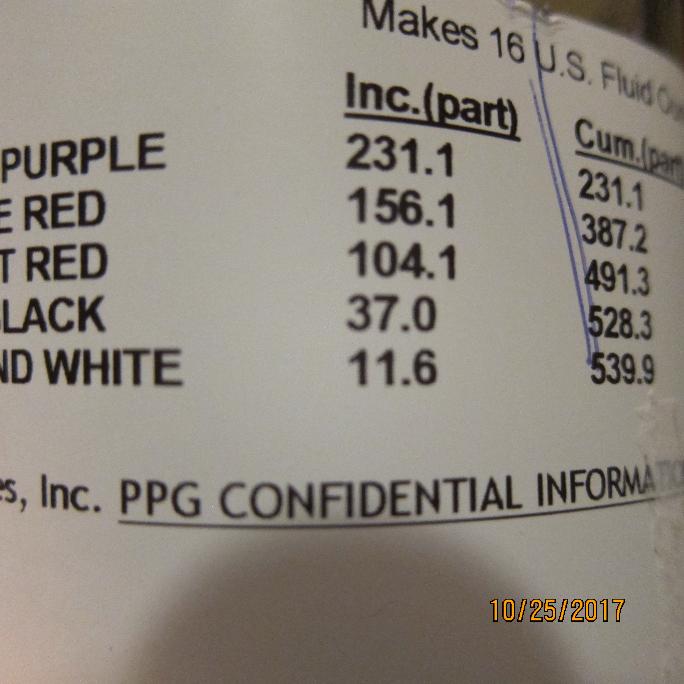 Makes 16 U.S. Fluid
Inc.(part) Cum.(part)
PURPLE 231.1 231.1
E RED 156.1 387.2
T RED 104.1 491.3
LACK 37.0 528.3
ND WHITE 11.6 539.9
es, Inc. PPG CONFIDENTIAL INFORMATION
10/25/2017